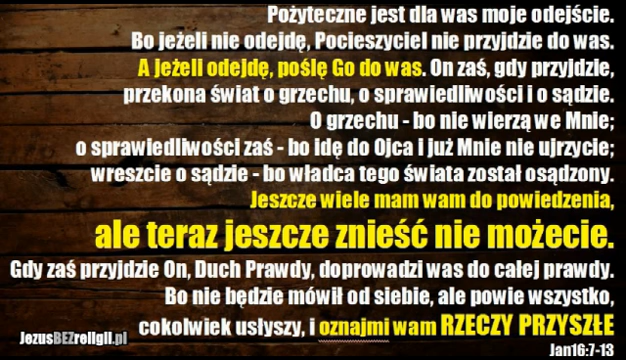 Pożyteczne jest dla was moje odejście.
Bo jeżeli nie odejdę, Pocieszyciel nie przyjdzie do was.
A jeżeli odejdę, poślę Go do was. On zaś, gdy przyjdzie,
przekona świat o grzechu, o sprawiedliwości i o sądzie.
O grzechu - bo nie wierzą we Mnie;
o sprawiedliwości zaś - bo idę do Ojca i już Mnie nie ujrzycie;
wreszcie o sądzie - bo władca tego świata został osądzony.
Jeszcze wiele mam wam do powiedzenia,
ale teraz jeszcze znieść nie możecie.
Gdy zaś przyjdzie On, Duch Prawdy, doprowadzi was do całej prawdy.
Bo nie będzie mówił od siebie, ale powie wszystko,
cokolwiek usłyszy, i oznajmi wam RZECZY PRZYSZŁE
JezusBEZreligii.pl
Jan16:7-13